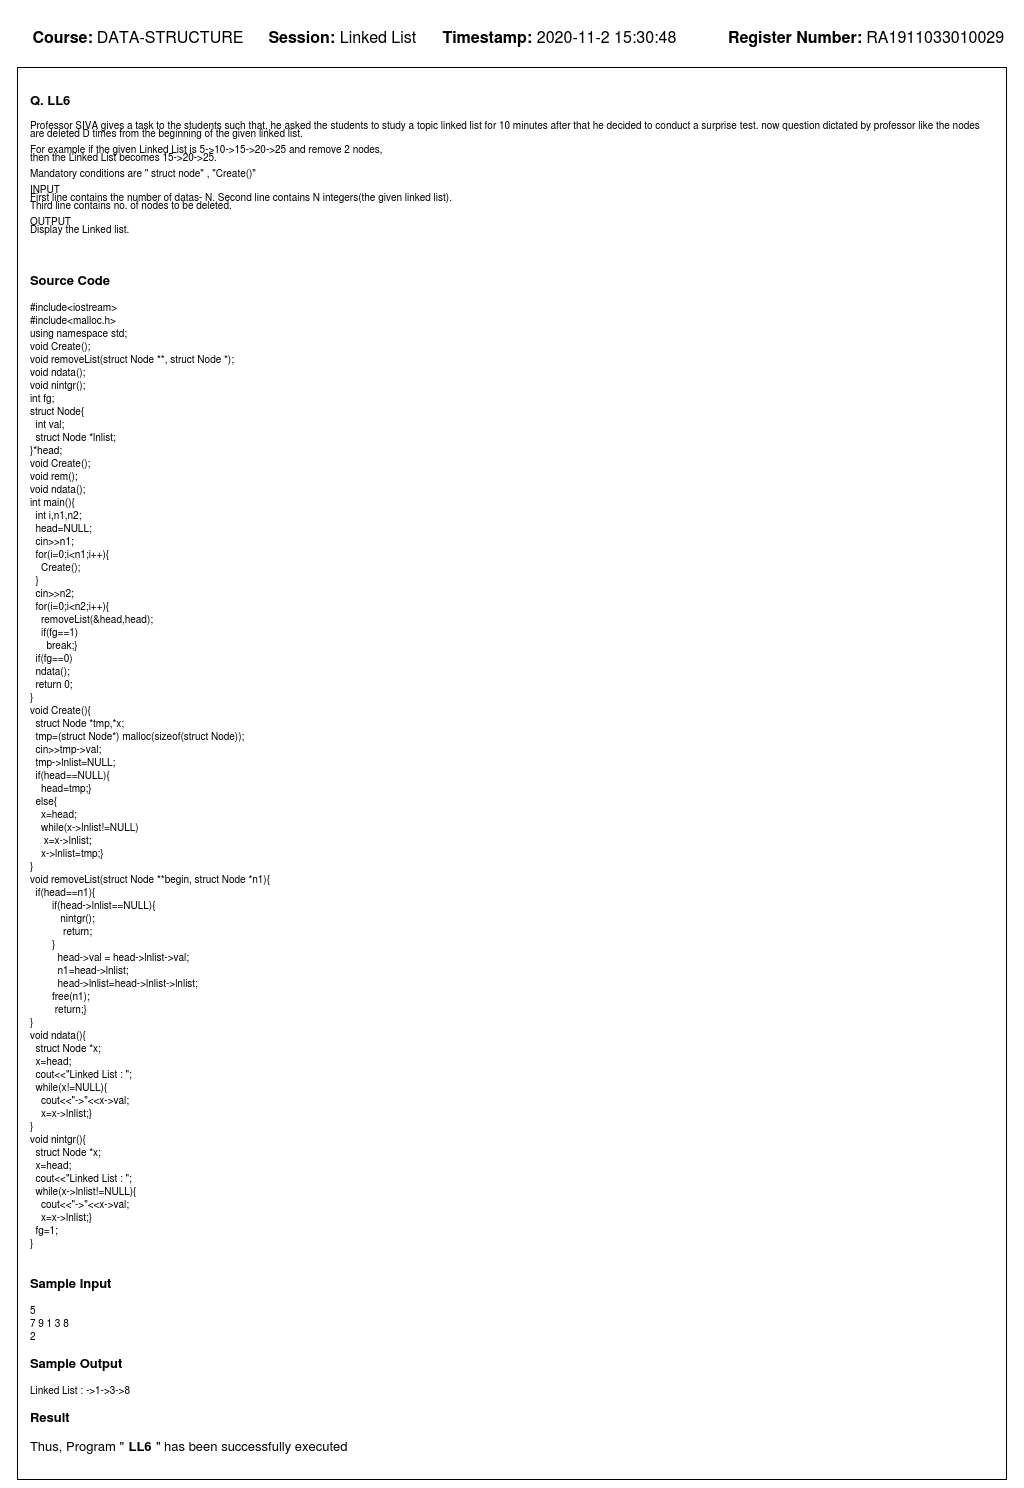 Course: DATA-STRUCTURE Session: Linked List Timestamp: 2020-11-2 15:30:48 Register Number: RA1911033010029
Q. LL6
Professor SIVA gives a task to the students such that, he asked the students to study a topic linked list for 10 minutes after that he decided to conduct a surprise test. now question dictated by professor like the nodes
are deleted D times from the beginning of the given linked list.
For example if the given Linked List is 5->10->15->20->25 and remove 2 nodes,
then the Linked List becomes 15->20->25.
Mandatory conditions are " struct node" , "Create()"
INPUT
First line contains the number of datas- N. Second line contains N integers(the given linked list).
Third line contains no. of nodes to be deleted.
OUTPUT
Display the Linked list.
Source Code
#include<iostream>
#include<malloc.h>
using namespace std;
void Create();
void removeList(struct Node **, struct Node *);
void ndata();
void nintgr();
int fg;
struct Node{
int val;
struct Node *lnlist;
}*head;
void Create();
void rem();
void ndata();
int main(){
int i,n1,n2;
head=NULL;
cin>>n1;
for(i=0;i<n1;i++){
Create();
}
cin>>n2;
for(i=0;i<n2;i++){
removeList(&head,head);
if(fg==1)
break;}
if(fg==0)
ndata();
return 0;
}
void Create(){
struct Node *tmp,*x;
tmp=(struct Node*) malloc(sizeof(struct Node));
cin>>tmp->val;
tmp->lnlist=NULL;
if(head==NULL){
head=tmp;}
else{
x=head;
while(x->lnlist!=NULL)
x=x->lnlist;
x->lnlist=tmp;}
}
void removeList(struct Node **begin, struct Node *n1){
if(head==n1){
if(head->lnlist==NULL){
nintgr();
return;
}
head->val = head->lnlist->val;
n1=head->lnlist;
head->lnlist=head->lnlist->lnlist;
free(n1);
return;}
}
void ndata(){
struct Node *x;
x=head;
cout<<"Linked List : ";
while(x!=NULL){
cout<<"->"<<x->val;
x=x->lnlist;}
}
void nintgr(){
struct Node *x;
x=head;
cout<<"Linked List : ";
while(x->lnlist!=NULL){
cout<<"->"<<x->val;
x=x->lnlist;}
fg=1;
}
Sample Input
5
7 9 1 3 8
2
Sample Output
Linked List : ->1->3->8
Result
Thus, Program " LL6 " has been successfully executed